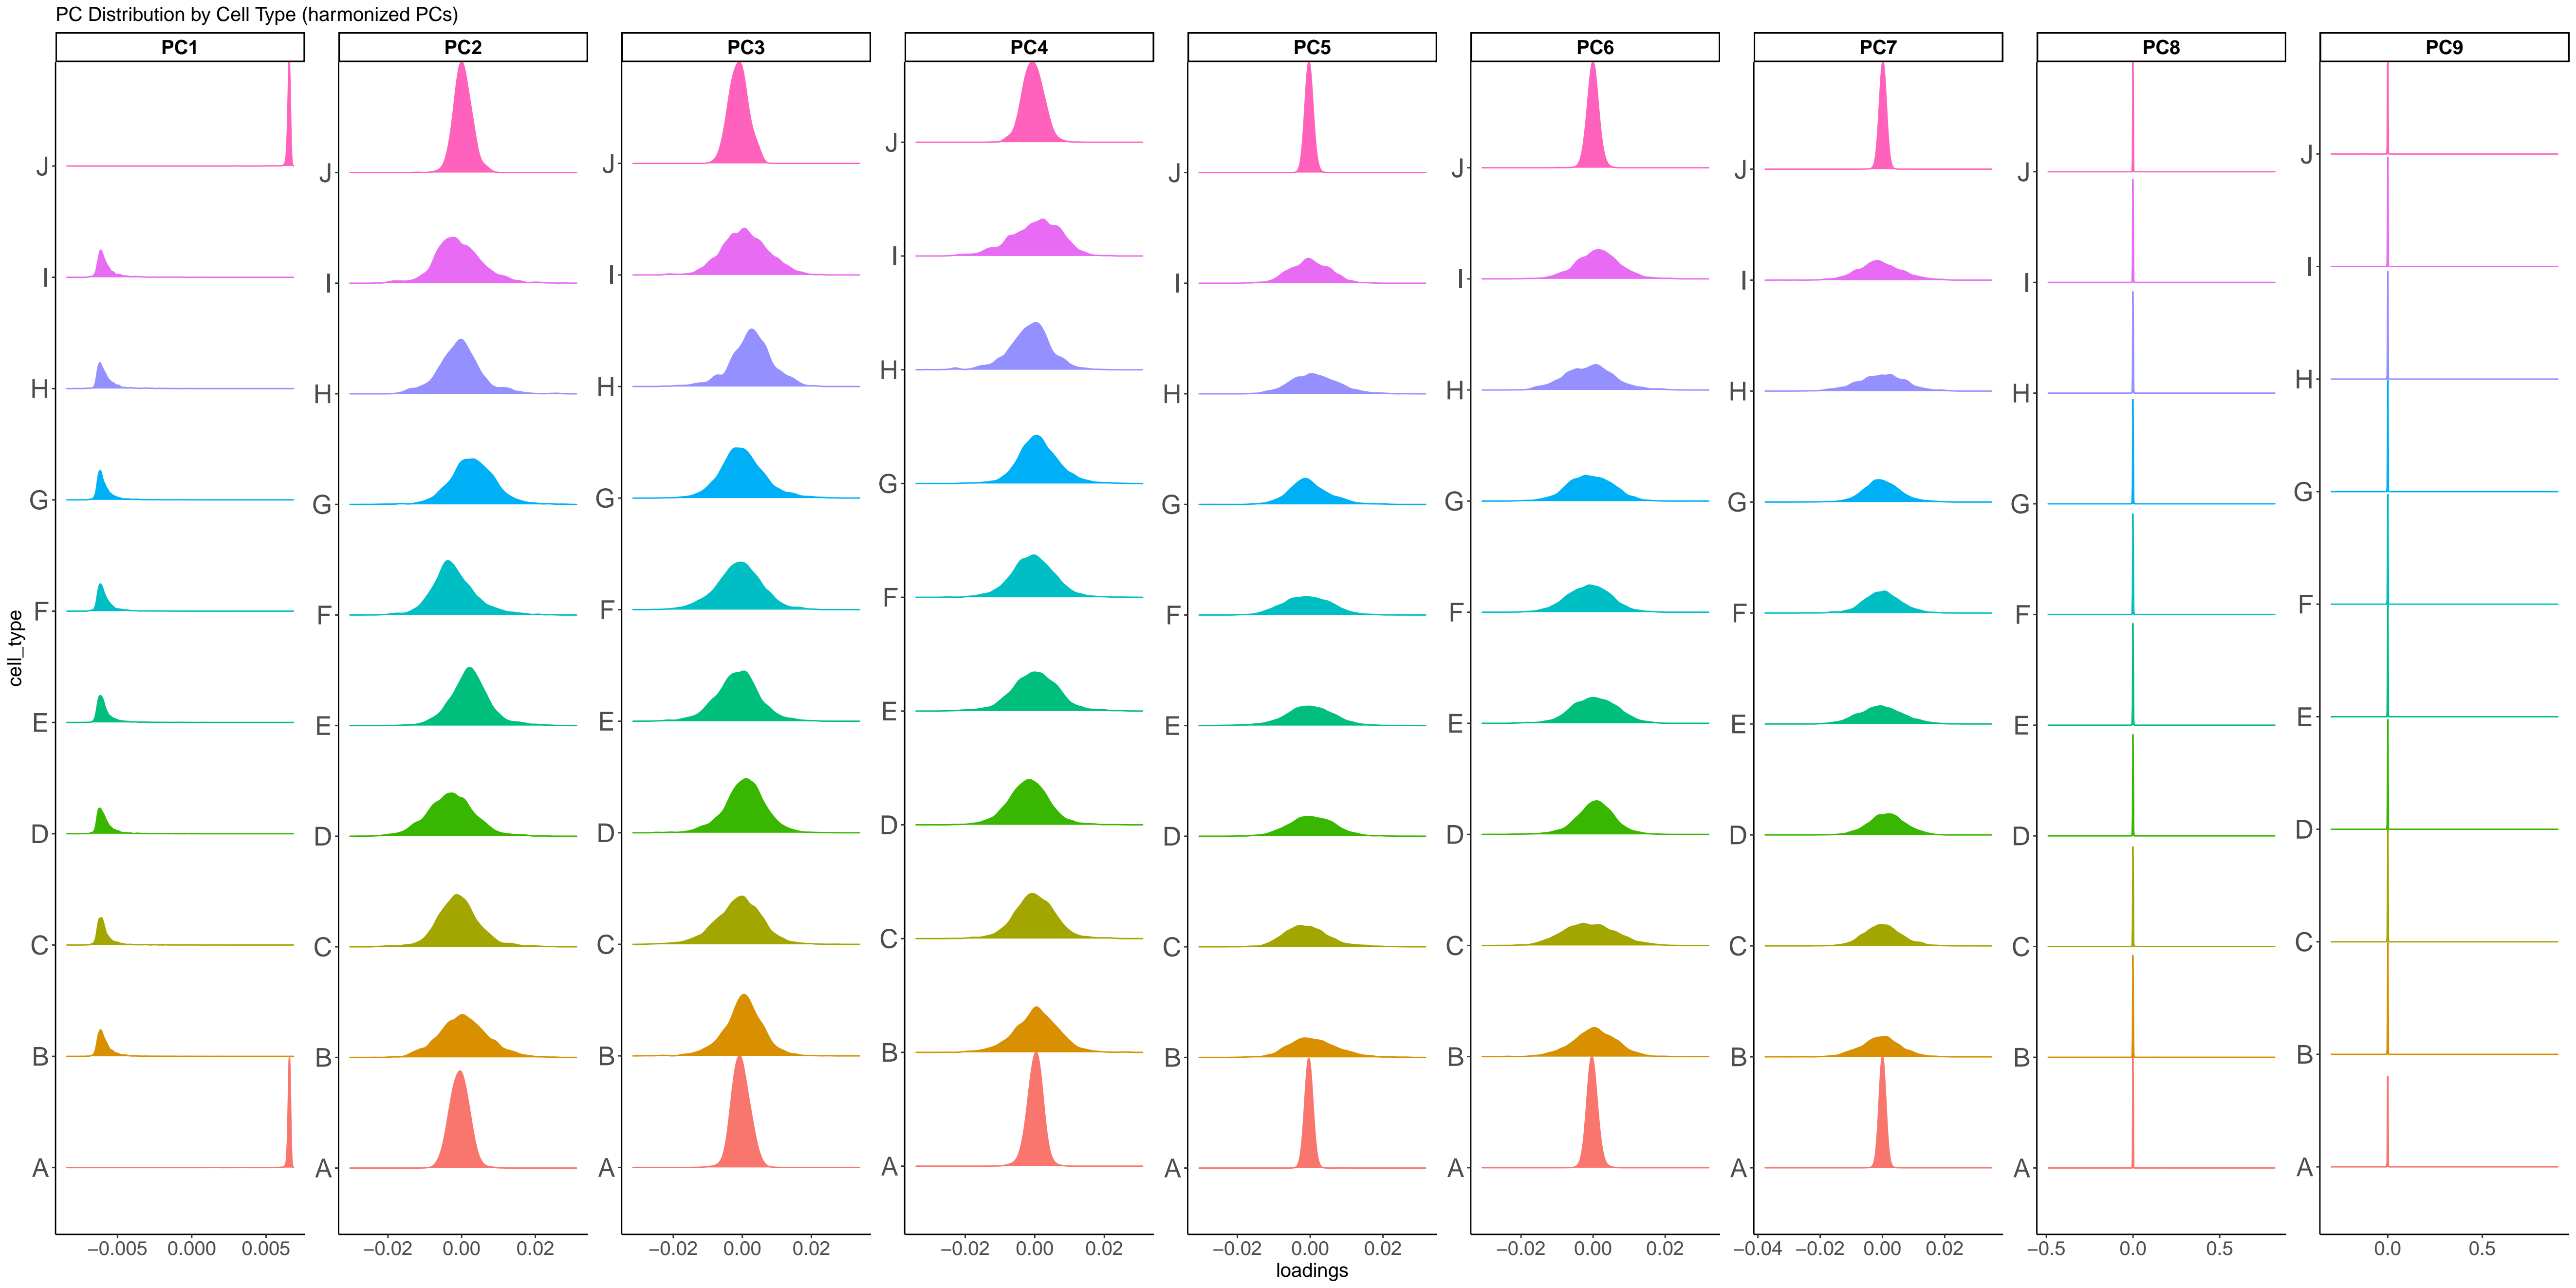 PC Distribution by Cell Type (harmonized PCs)
PC1 PC2 PC3 PC4 PC5 PC6 PC7 PC8 PC9
J J J J J J J J J
I I I I I I I I I
H H H H H H H H H
G G G G G G G G G
F F F F F F F F F
E E E E E E E E E
D D D D D D D D D
C C C C C C C C C
B B B B B B B B B
A A A A A A A A A
cell_type
−0.005 0.000 0.005 −0.02 0.00 0.02 −0.02 0.00 0.02 −0.02 0.00 0.02 −0.02 0.00 0.02 −0.02 0.00 0.02 −0.04 −0.02 0.00 0.02 −0.5 0.0 0.5 0.0 0.5
loadings